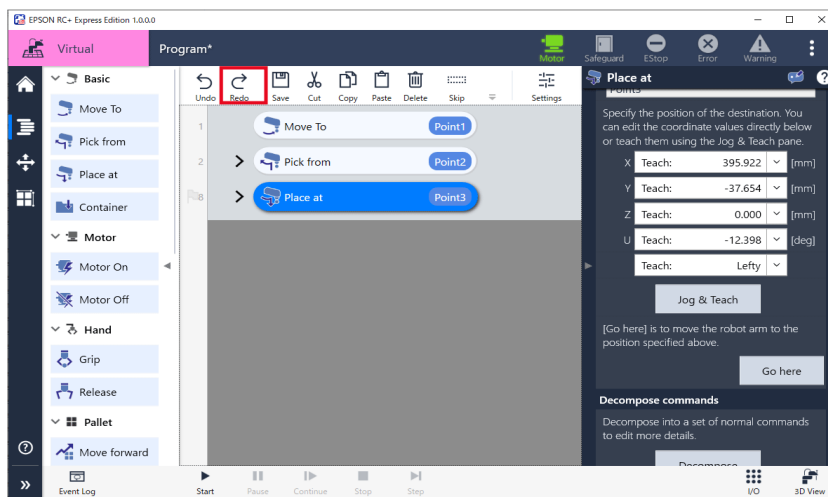 EPSON RC+ Express Edition 1.0.0.0
Virtual
Program*
Motor
Safeguard
EStop
Error
Warning
Basic
Move To
Pick from
Place at
Container
Motor
Motor On
Motor Off
Hand
Grip
Release
Pallet
Move forward
Undo
Redo
Save
Cut
Copy
Paste
Delete
Skip
Settings
1 Move To Point1
2 Pick from Point2
8 Place at Point3
Place at
Point3
Specify the position of the destination. You
can edit the coordinate values directly below
or teach them using the Jog & Teach pane.
X Teach: 395.922 [mm]
Y Teach: -37.654 [mm]
Z Teach: 0.000 [mm]
U Teach: -12.398 [deg]
Teach: Lefty
Jog & Teach
[Go here] is to move the robot arm to the
position specified above.
Go here
Decompose commands
Decompose into a set of normal commands
to edit more details.
Decompose
Event Log
Start
Pause
Continue
Stop
Step
I/O
3D View